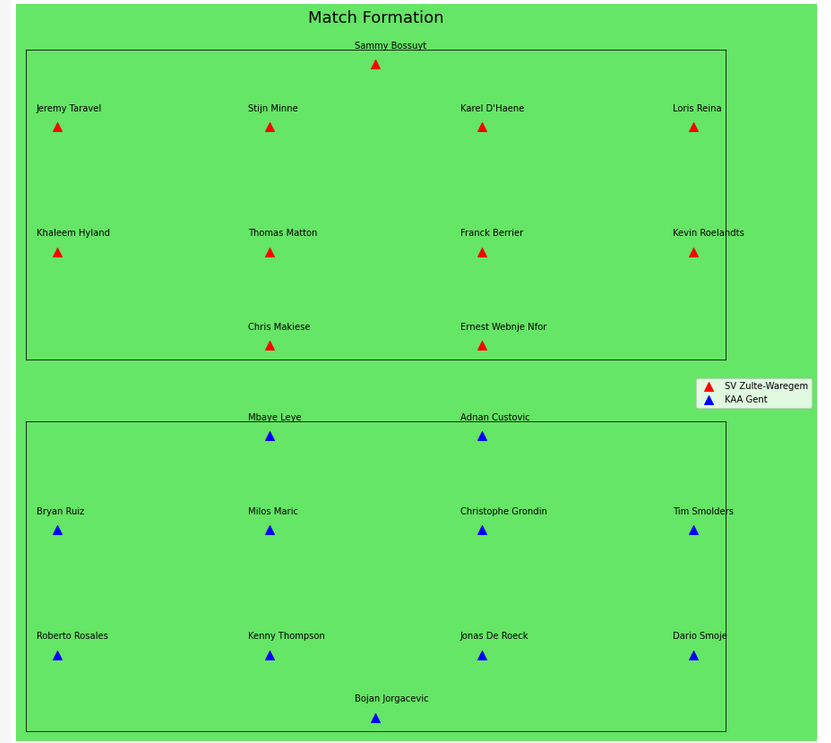 Match Formation
Sammy Bossuyt
Jeremy Taravel Stijn Minne Karel D'Haene Loris Reina
Khaleem Hyland Thomas Matton Franck Berrier Kevin Roelandts
Chris Makiese Ernest Webnje Nfor
SV Zulte-Waregem
KAA Gent
Mbaye Leye Adnan Custovic
Bryan Ruiz Milos Maric Christophe Grondin Tim Smolders
Roberto Rosales Kenny Thompson Jonas De Roeck Dario Smoje
Bojan Jorgacevic